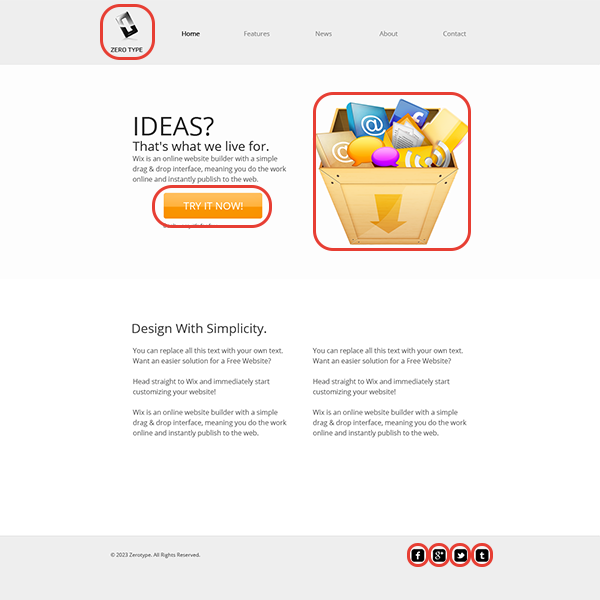 ZERO TYPE
Home
Features
News
About
Contact
IDEAS?
That's what we live for.
Wix is an online website builder with a simple
drag & drop interface, meaning you do the work
online and instantly publish to the web.
TRY IT NOW!
Design With Simplicity.
You can replace all this text with your own text.
Want an easier solution for a Free Website?
Head straight to Wix and immediately start
customizing your website!
Wix is an online website builder with a simple
drag & drop interface, meaning you do the work
online and instantly publish to the web.
You can replace all this text with your own text.
Want an easier solution for a Free Website?
Head straight to Wix and immediately start
customizing your website!
Wix is an online website builder with a simple
drag & drop interface, meaning you do the work
online and instantly publish to the web.
© 2023 Zerotype. All Rights Reserved.